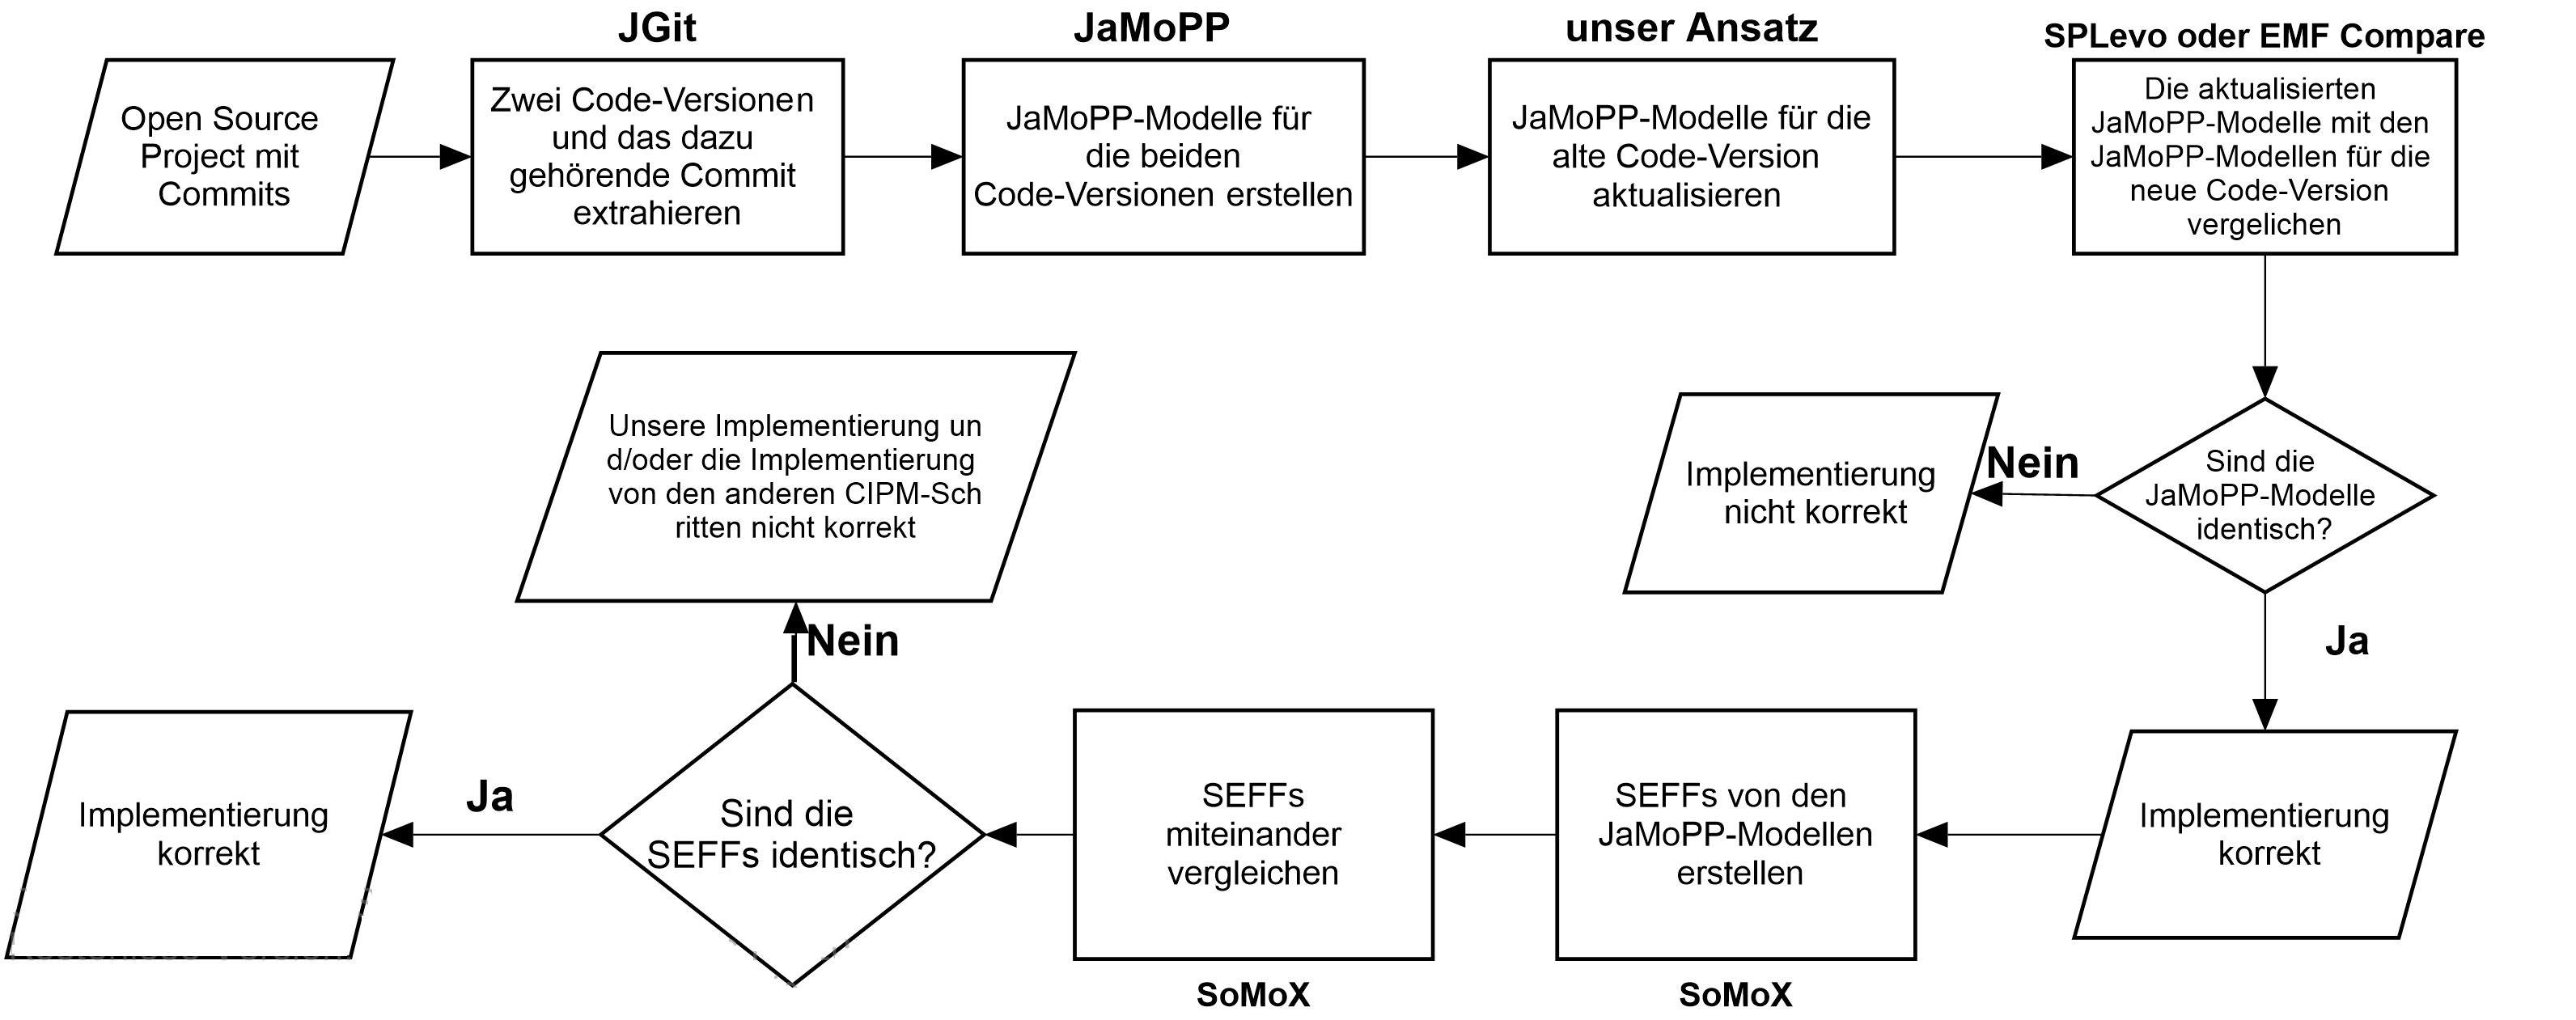 JGit
JaMoPP
unser Ansatz
SPLevo oder EMF Compare
Open Source
Project mit
Commits
Zwei Code-Versionen
und das dazu
gehörende Commit
extrahieren
JaMoPP-Modelle für
die beiden
Code-Versionen erstellen
JaMoPP-Modelle für die
alte Code-Version
aktualisieren
Die aktualisierten
JaMoPP-Modelle mit den
JaMoPP-Modellen für die
neue Code-Version
vergelichen
Sind die
JaMoPP-Modelle
identisch?
Nein
Implementierung
nicht korrekt
Ja
Implementierung
korrekt
SEFFs von den
JaMoPP-Modellen
erstellen
SoMoX
SEFFs
miteinander
vergleichen
SoMoX
Sind die
SEFFs identisch?
Nein
Unsere Implementierung un
d/oder die Implementierung
von den anderen CIPM-Sch
ritten nicht korrekt
Ja
Implementierung
korrekt